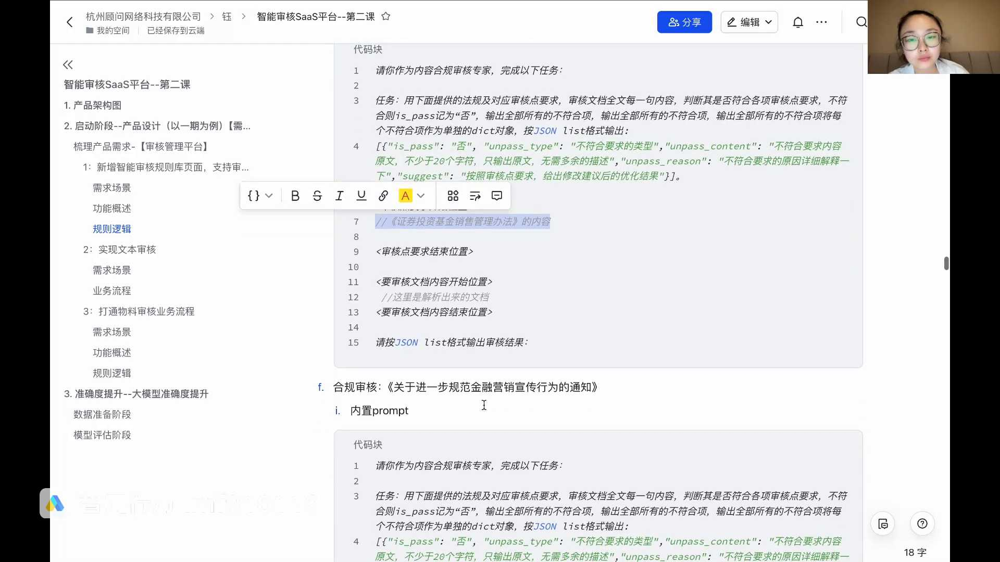 杭州顾问网络科技有限公司 > 钰 > 智能审核SaaS平台--第二课
我的空间 | 已经保存到云端
分享
编辑
智能审核SaaS平台--第二课
1. 产品架构图
2. 启动阶段--产品设计（以一期为例）【需...
梳理产品需求-【审核管理平台】
1：新增智能审核规则库页面，支持审...
需求场景
功能概述
规则逻辑
2：实现文本审核
需求场景
业务流程
3：打通物料审核业务流程
需求场景
功能概述
规则逻辑
3. 准确度提升--大模型准确度提升
数据准备阶段
模型评估阶段
代码块
1 请你作为内容合规审核专家，完成以下任务：
2
3 任务：用下面提供的法规及对应审核点要求，审核文档全文每一句内容，判断其是否符合各项审核点要求，不符
合则is_pass记为“否”，输出全部所有的不符合项，输出全部所有的不符合项，输出全部所有的不符合项将每
个不符合项作为单独的dict对象，按JSON list格式输出：
4 [{"is_pass": "否", "unpass_type": "不符合要求的类型","unpass_content": "不符合要求内容
原文，不少于20个字符，只输出原文，无需多余的描述","unpass_reason": "不符合要求的原因详细解释一
下","suggest": "按照审核点要求，给出修改建议后的优化结果"}]。
7 //《证券投资基金销售管理办法》的内容
8
9 <审核点要求结束位置>
10
11 <要审核文档内容开始位置>
12 //这里是解析出来的文档
13 <要审核文档内容结束位置>
14
15 请按JSON list格式输出审核结果：
f. 合规审核：《关于进一步规范金融营销宣传行为的通知》
i. 内置prompt
代码块
1 请你作为内容合规审核专家，完成以下任务：
2
3 任务：用下面提供的法规及对应审核点要求，审核文档全文每一句内容，判断其是否符合各项审核点要求，不符
合则is_pass记为“否”，输出全部所有的不符合项，输出全部所有的不符合项，输出全部所有的不符合项将每
个不符合项作为单独的dict对象，按JSON list格式输出：
4 [{"is_pass": "否", "unpass_type": "不符合要求的类型","unpass_content": "不符合要求内容
原文，不少于20个字符，只输出原文，无需多余的描述","unpass_reason": "不符合要求的原因详细解释一
18 字